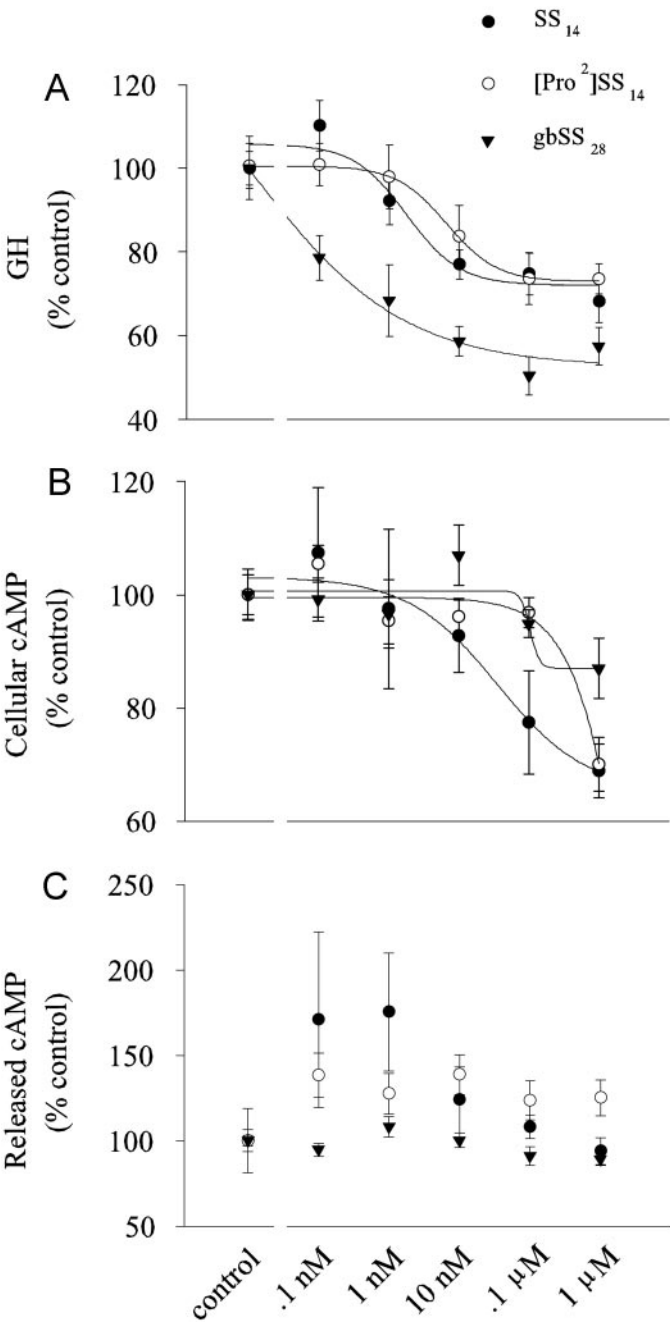 SS14
[Pro2]SS14
gbSS28
A
120
100
80
60
40
GH
(% control)
B
120
100
80
60
Cellular cAMP
(% control)
C
250
200
150
100
50
Released cAMP
(% control)
control
.1 nM
1 nM
10 nM
.1 µM
1 µM